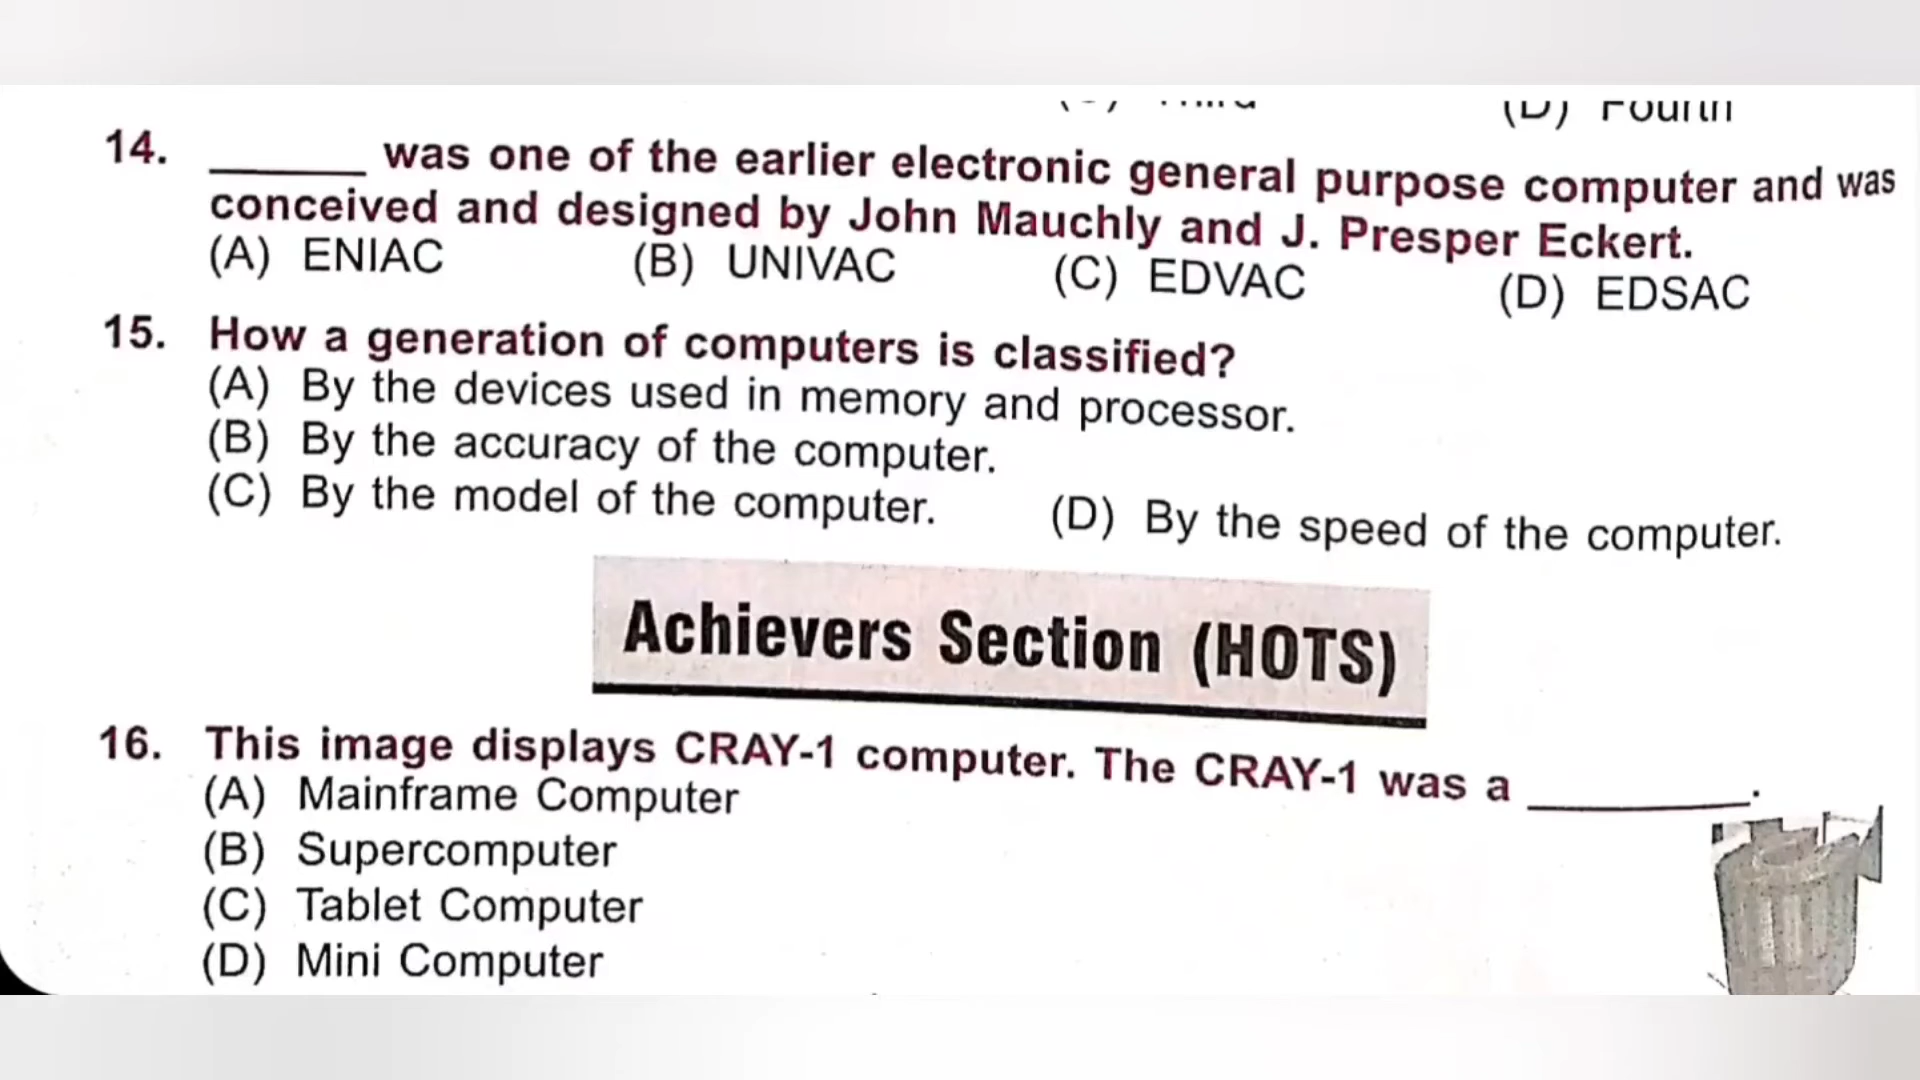 (D) Fourth
14. ______ was one of the earlier electronic general purpose computer and was
conceived and designed by John Mauchly and J. Presper Eckert.
(A) ENIAC (B) UNIVAC (C) EDVAC (D) EDSAC
15. How a generation of computers is classified?
(A) By the devices used in memory and processor.
(B) By the accuracy of the computer.
(C) By the model of the computer. (D) By the speed of the computer.
Achievers Section (HOTS)
16. This image displays CRAY-1 computer. The CRAY-1 was a ________.
(A) Mainframe Computer
(B) Supercomputer
(C) Tablet Computer
(D) Mini Computer